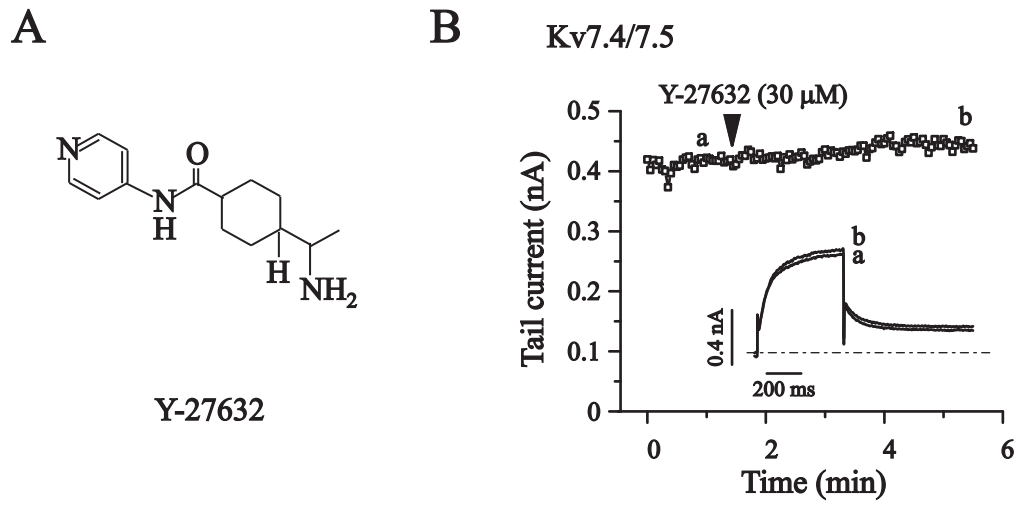 A
N
O
N
H
H
NH2
Y-27632
B
Kv7.4/7.5
Y-27632 (30 μM)
a
b
0.5
0.4
0.3
0.2
0.1
0
Tail current (nA)
b
a
0.4 nA
200 ms
0
2
4
6
Time (min)